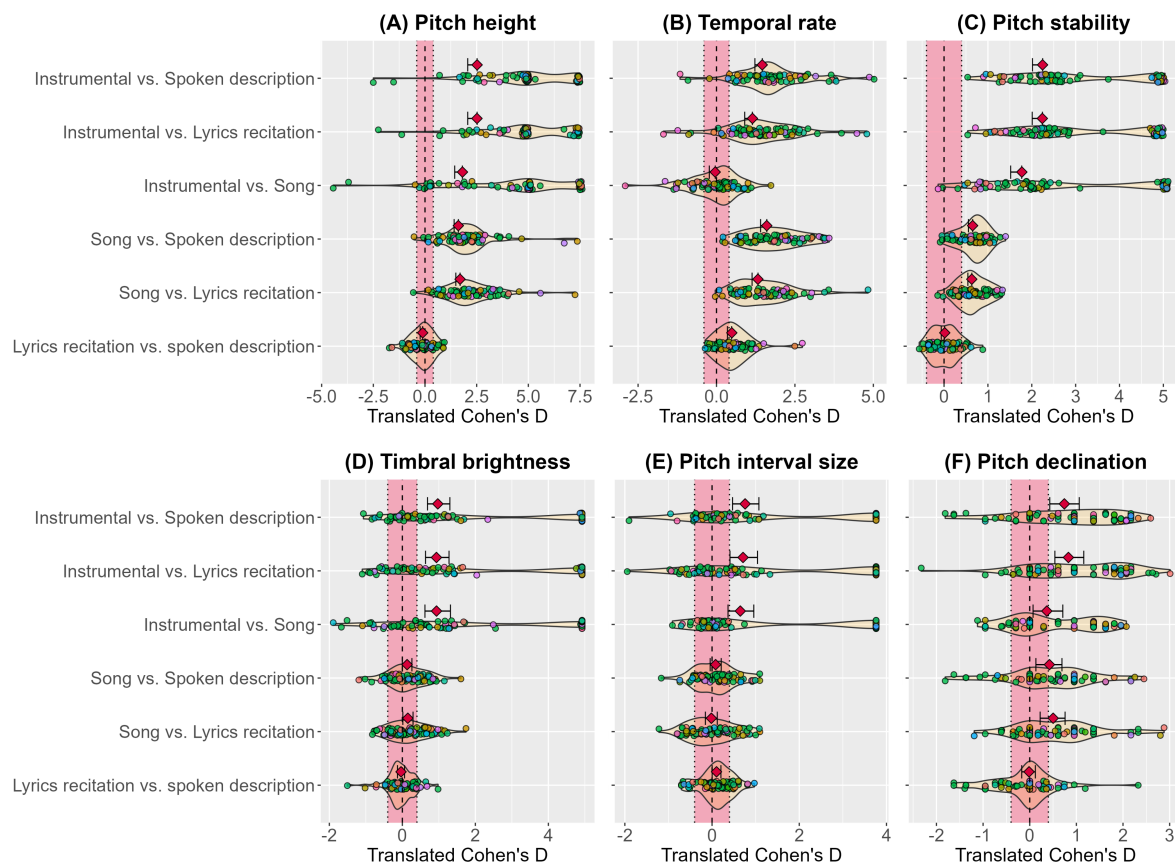 (A) Pitch height (B) Temporal rate (C) Pitch stability
Instrumental vs. Spoken description
Instrumental vs. Lyrics recitation
Instrumental vs. Song
Song vs. Spoken description
Song vs. Lyrics recitation
Lyrics recitation vs. spoken description
-5.0 -2.5 0.0 2.5 5.0 7.5 -2.5 0.0 2.5 5.0 0 1 2 3 4 5
Translated Cohen's D Translated Cohen's D Translated Cohen's D
(D) Timbral brightness (E) Pitch interval size (F) Pitch declination
Instrumental vs. Spoken description
Instrumental vs. Lyrics recitation
Instrumental vs. Song
Song vs. Spoken description
Song vs. Lyrics recitation
Lyrics recitation vs. spoken description
-2 0 2 4 -2 0 2 4 -2 -1 0 1 2 3
Translated Cohen's D Translated Cohen's D Translated Cohen's D